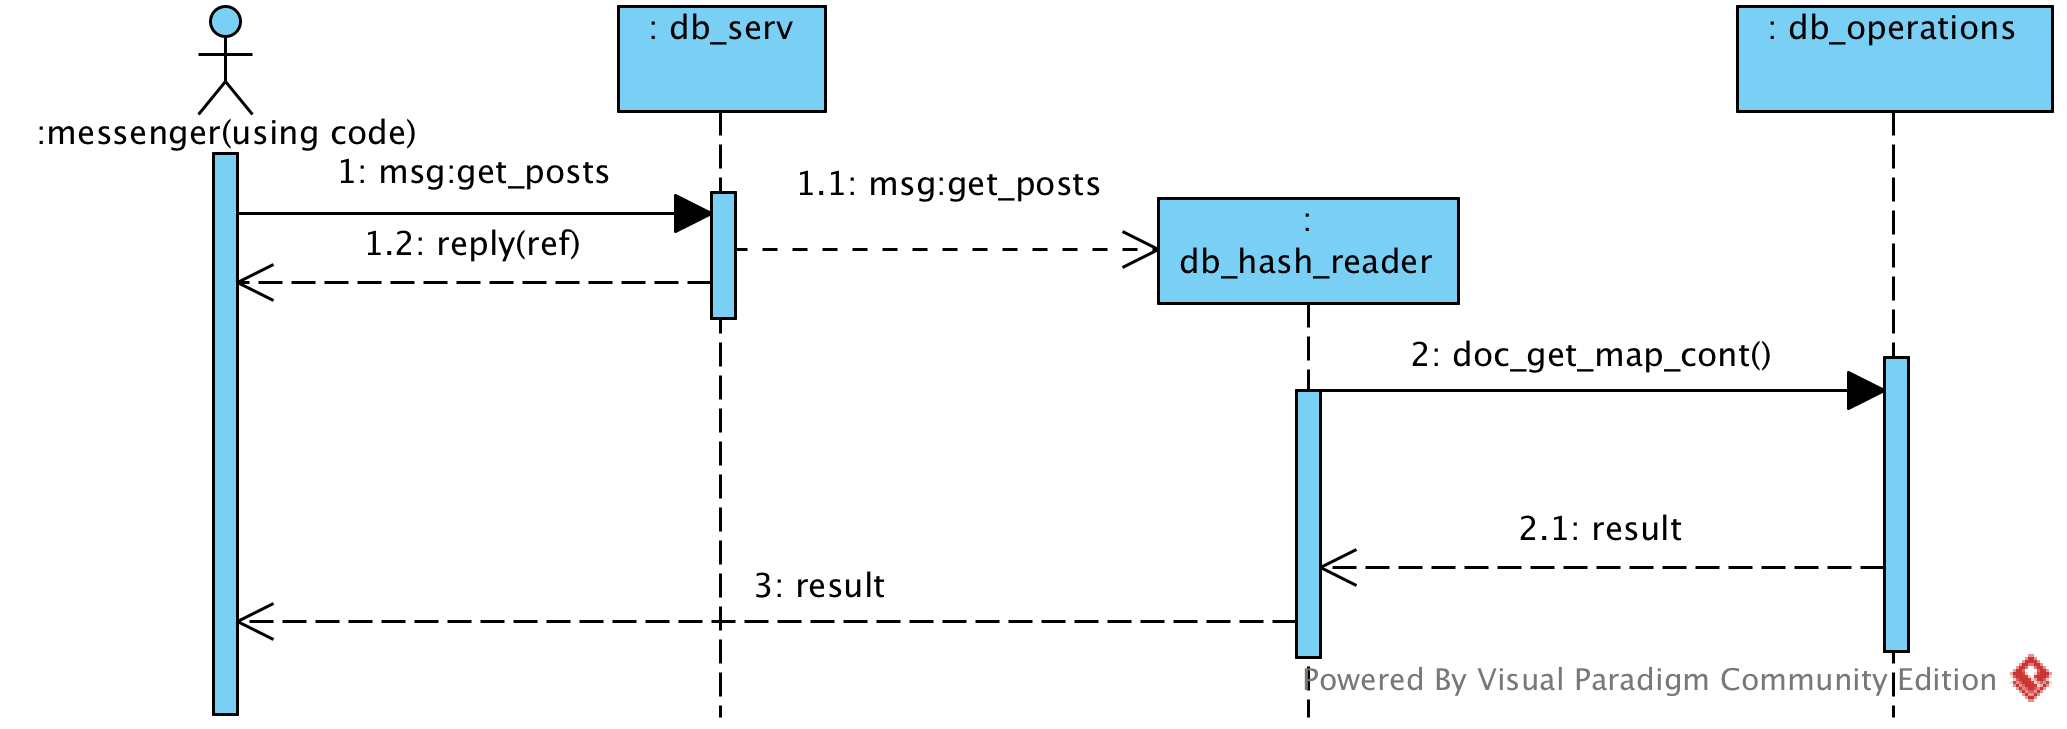 : db_serv
: db_operations
:messenger(using code)
1: msg:get_posts
1.1: msg:get_posts
:
db_hash_reader
1.2: reply(ref)
2: doc_get_map_cont()
2.1: result
3: result
Powered By Visual Paradigm Community Edition